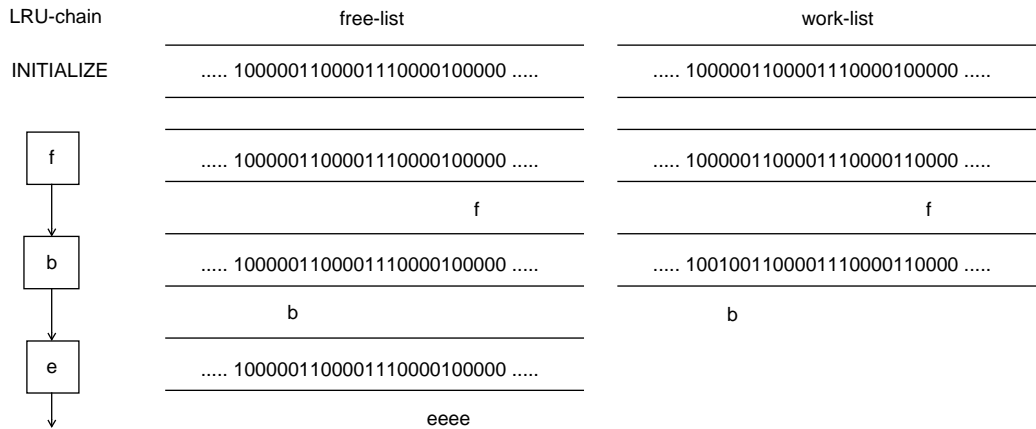 LRU-chain free-list work-list
INITIALIZE ..... 1000001100001110000100000 ..... ..... 1000001100001110000100000 .....
f ..... 1000001100001110000100000 ..... ..... 1000001100001110000110000 .....
f f
b ..... 1000001100001110000100000 ..... ..... 1001001100001110000110000 .....
b b
e ..... 1000001100001110000100000 .....
eeee